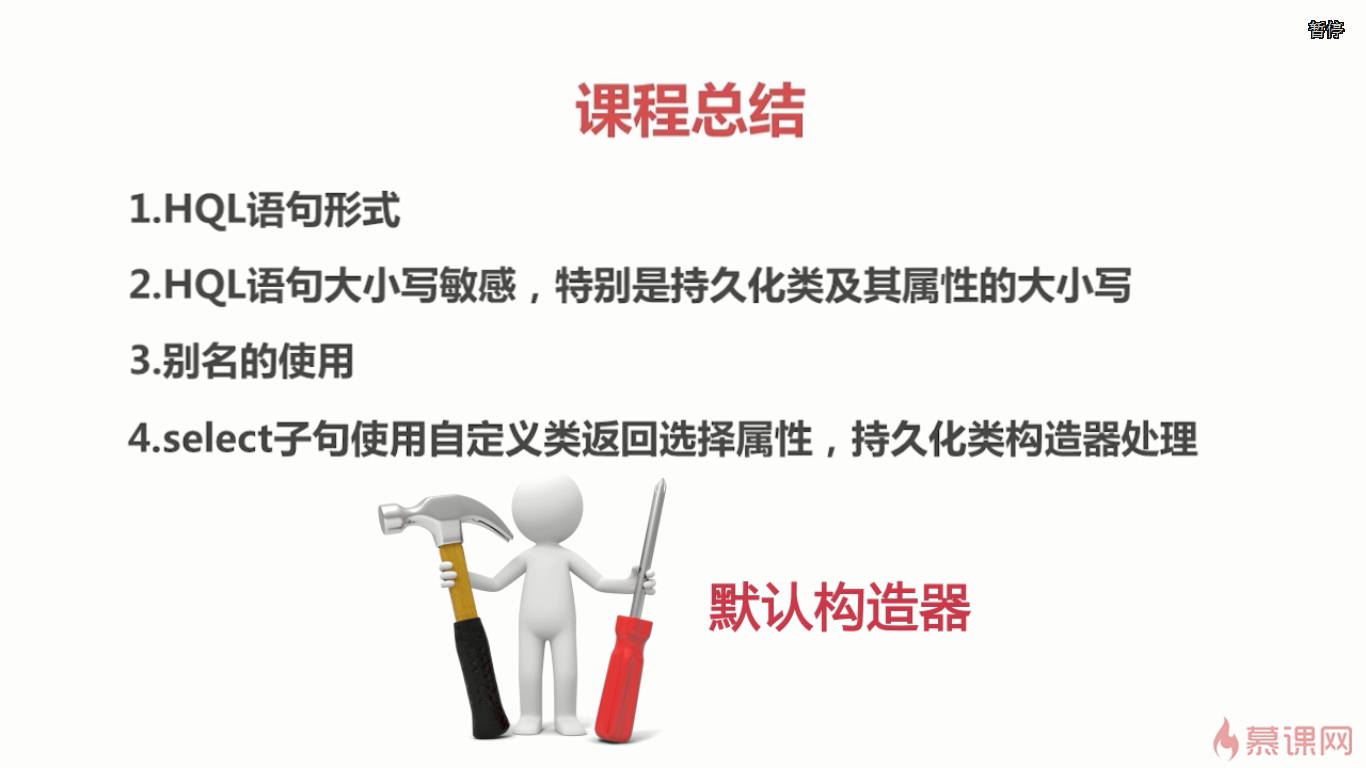 暂停
课程总结
1.HQL语句形式
2.HQL语句大小写敏感，特别是持久化类及其属性的大小写
3.别名的使用
4.select子句使用自定义类返回选择属性，持久化类构造器处理
默认构造器
慕课网